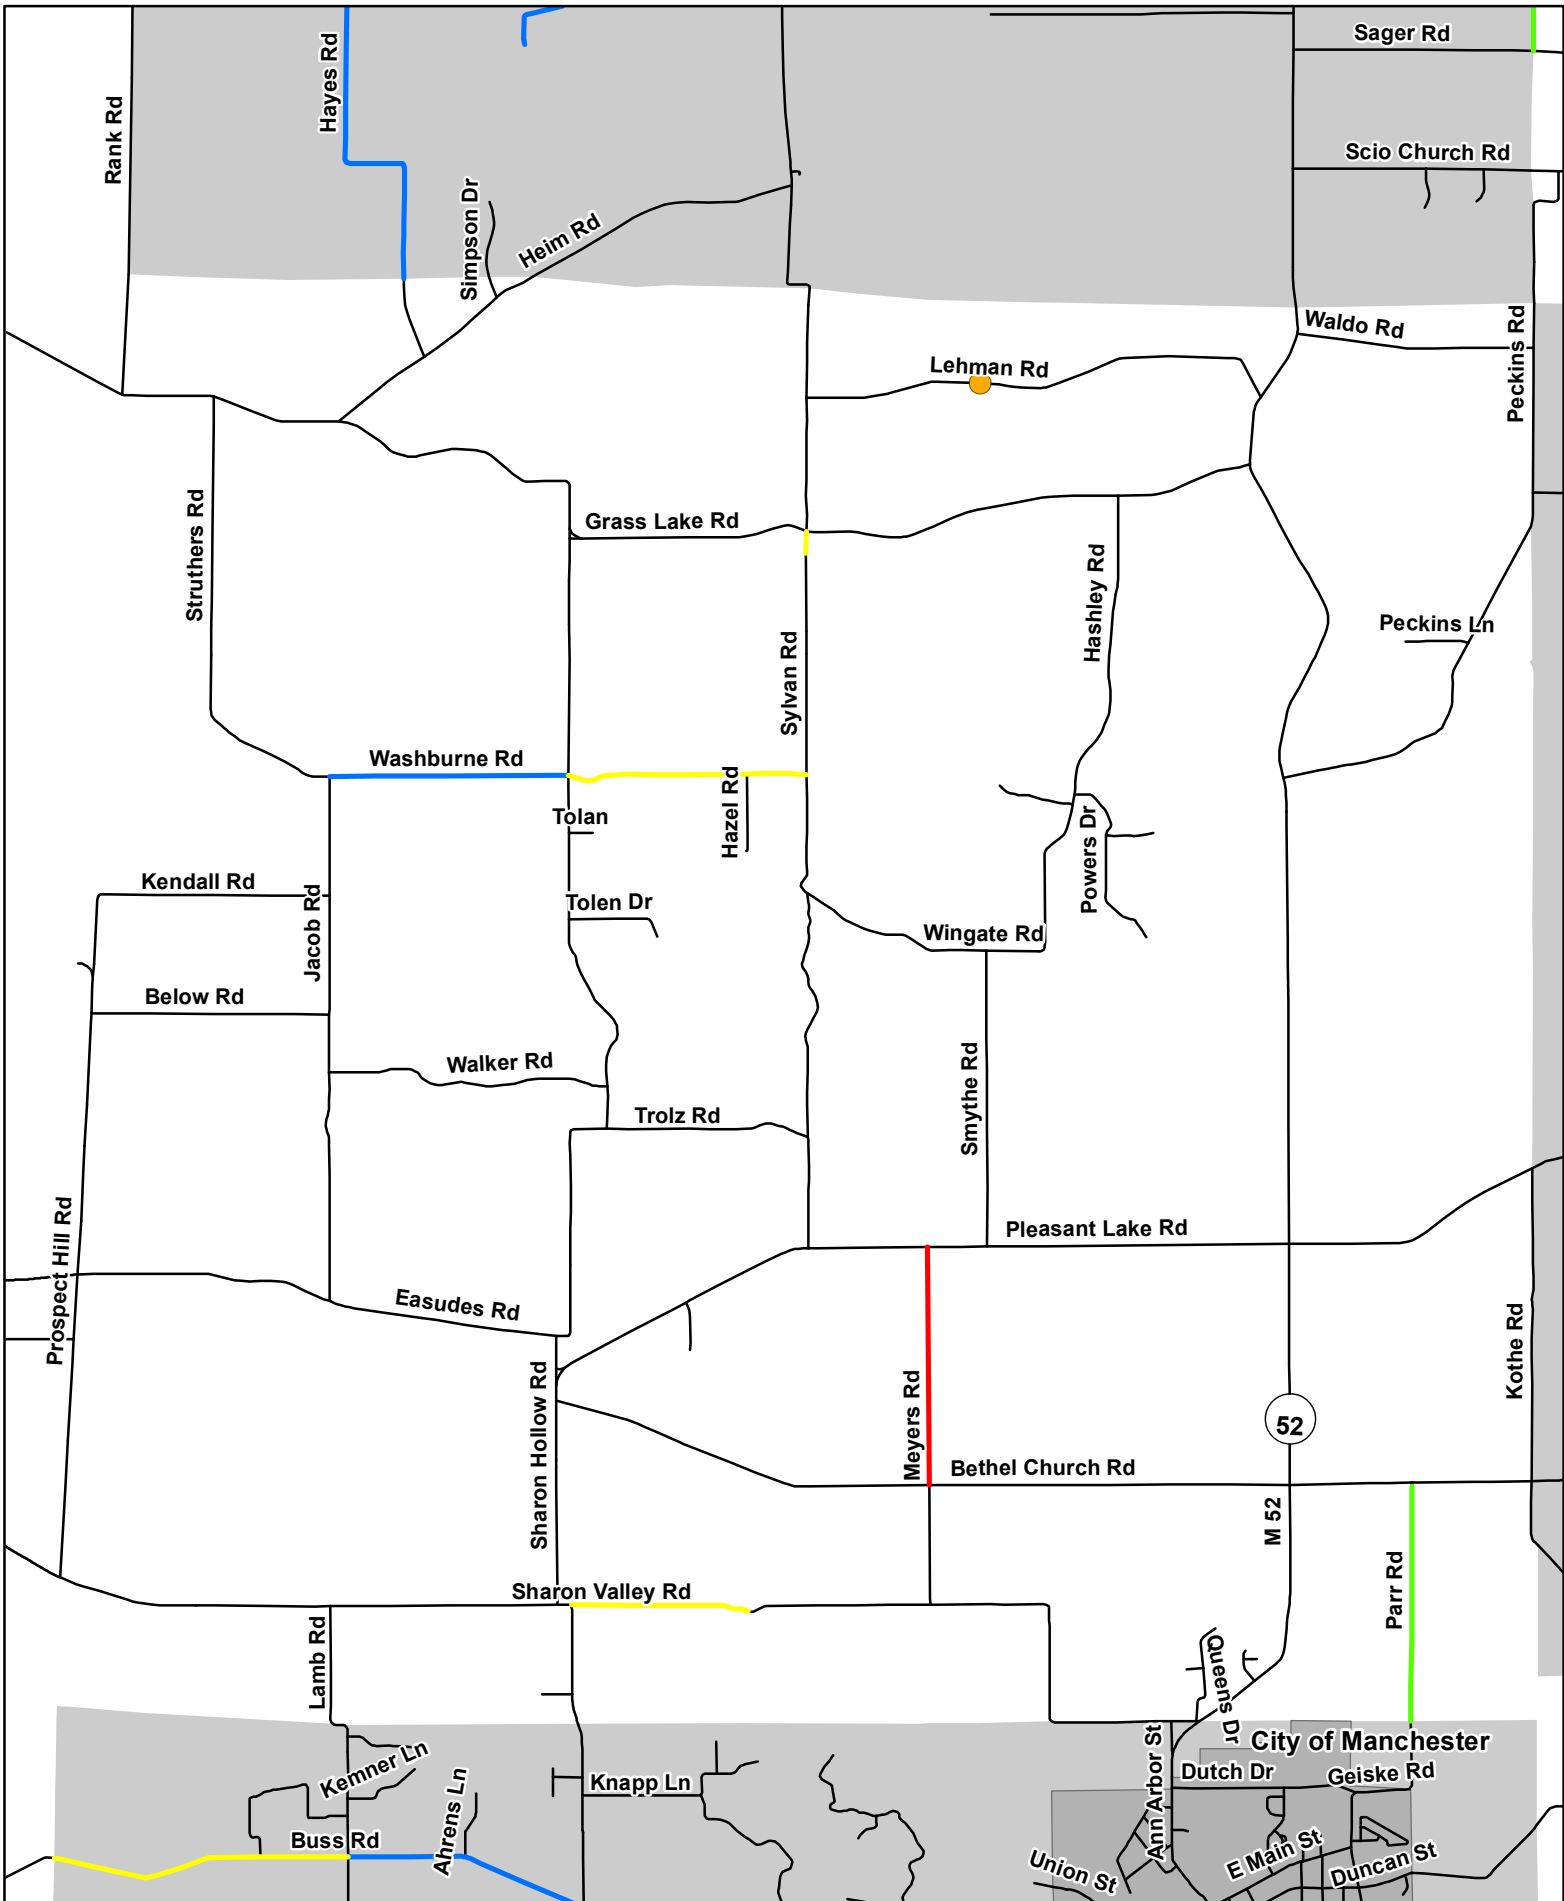 Sager Rd
Hayes Rd
Rank Rd
Scio Church Rd
Simpson Dr
Heim Rd
Waldo Rd
Peckins Rd
Lehman Rd
Grass Lake Rd
Struthers Rd
Hashley Rd
Peckins Ln
Sylvan Rd
Washburne Rd
Hazel Rd
Tolan
Powers Dr
Kendall Rd
Jacob Rd
Tolen Dr
Wingate Rd
Below Rd
Walker Rd
Smythe Rd
Trolz Rd
Prospect Hill Rd
Pleasant Lake Rd
Easudes Rd
Kothe Rd
Sharon Hollow Rd
Meyers Rd
52
Bethel Church Rd
M 52
Parr Rd
Sharon Valley Rd
Lamb Rd
Queens Dr
City of Manchester
Ann Arbor St
Kemner Ln
Knapp Ln
Dutch Dr
Geiske Rd
Ahrens Ln
Buss Rd
E Main St
Duncan St
Union St